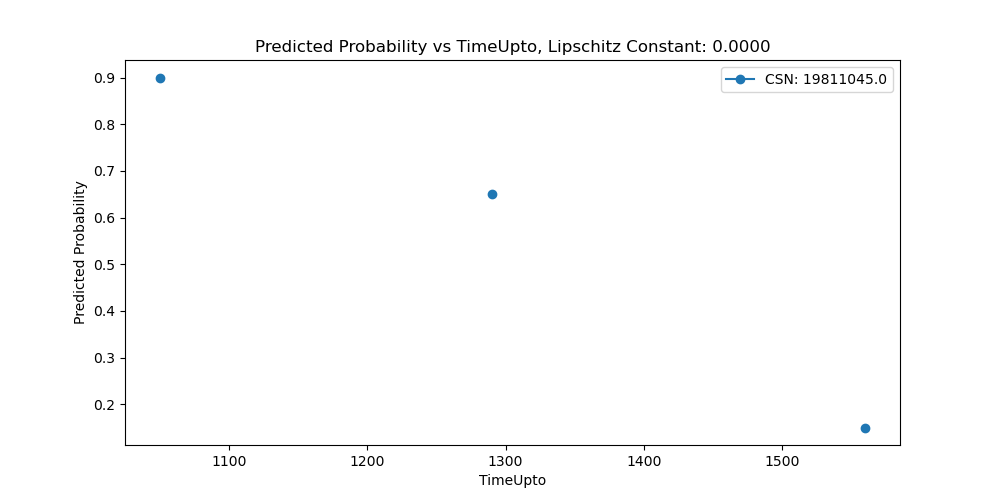 Predicted Probability vs TimeUpto, Lipschitz Constant: 0.0000
CSN: 19811045.0
Predicted Probability
0.9
0.8
0.7
0.6
0.5
0.4
0.3
0.2
1100 1200 1300 1400 1500
TimeUpto